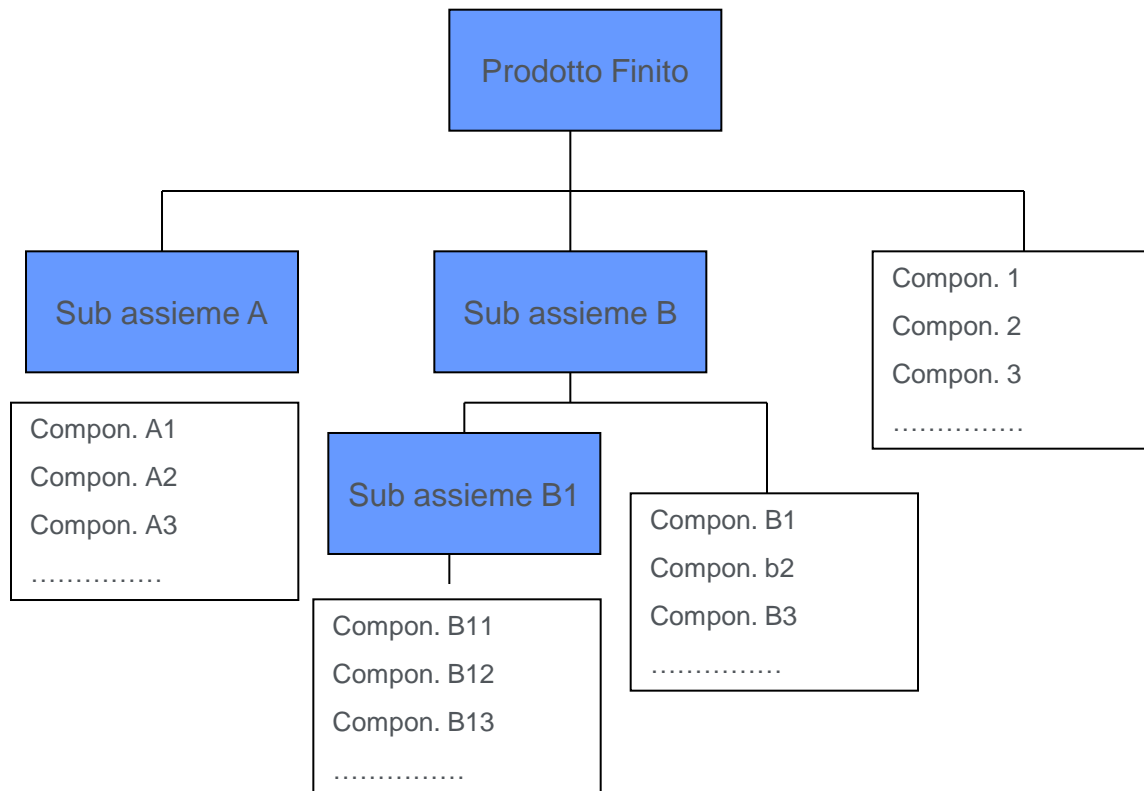 Prodotto Finito
Sub assieme A
Sub assieme B
Compon. 1
Compon. 2
Compon. 3
……………
Compon. A1
Compon. A2
Compon. A3
……………
Sub assieme B1
Compon. B1
Compon. b2
Compon. B3
……………
Compon. B11
Compon. B12
Compon. B13
……………